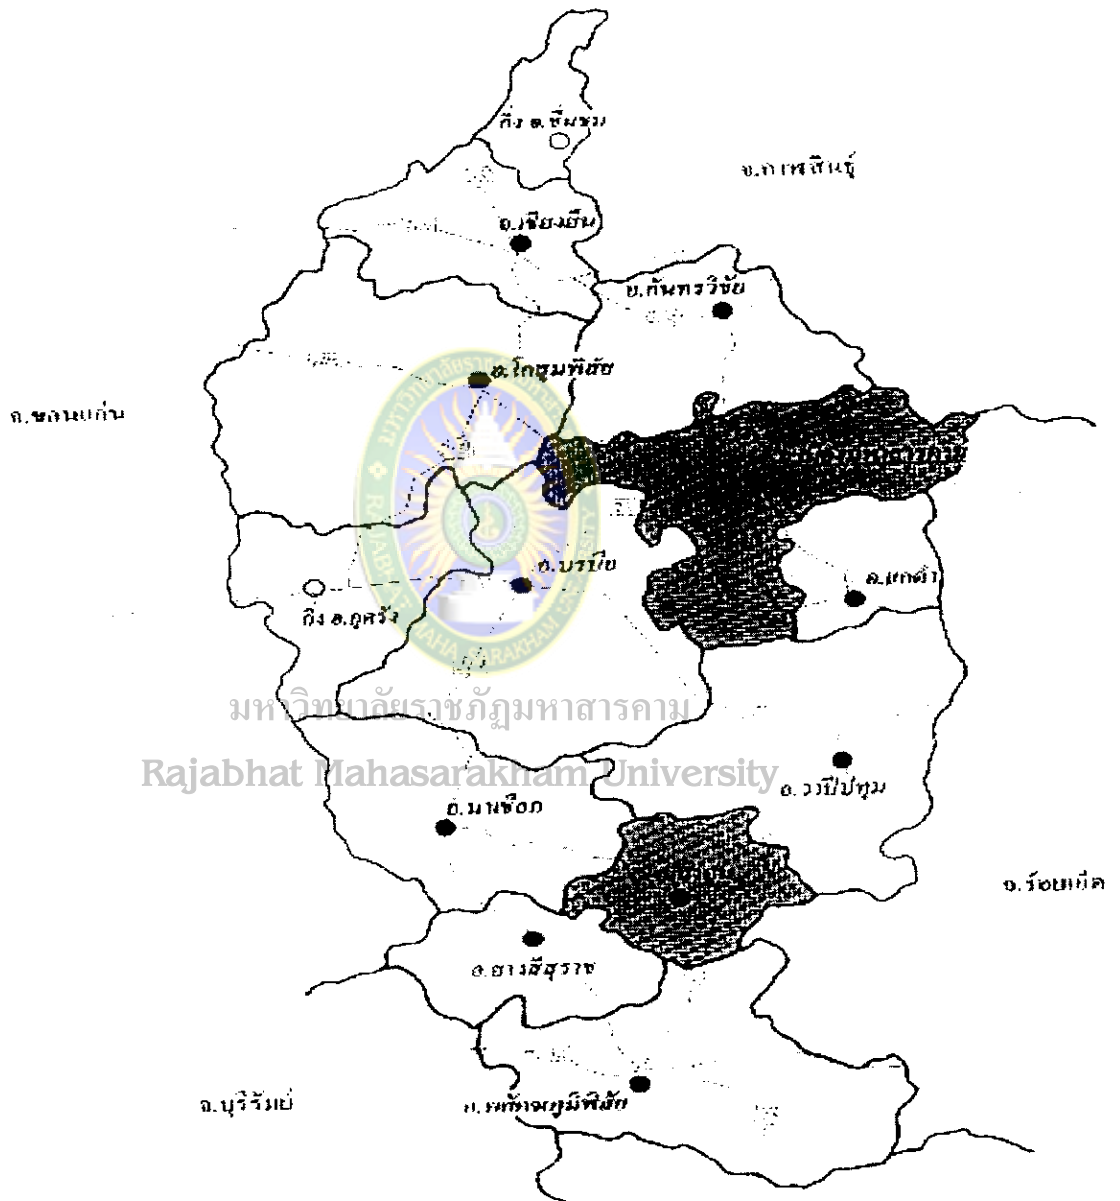 กิ่ง อ.ชื่นชม
จ.กาฬสินธุ์
อ.เชียงยืน
อ.กันทรวิชัย
อ.โกสุมพิสัย
จ.ขอนแก่น
อ.บรบือ
อ.แกดำ
กิ่ง อ.กุดรัง
มหาวิทยาลัยราชภัฏมหาสารคาม
Rajabhat Mahasarakham University
อ.วาปีปทุม
อ.นาเชือก
จ.ร้อยเอ็ด
อ.ยางสีสุราช
จ.บุรีรัมย์
อ.พยัคฆภูมิพิสัย
RAJABHAT MAHA SARAKHAM UNIVERSITY